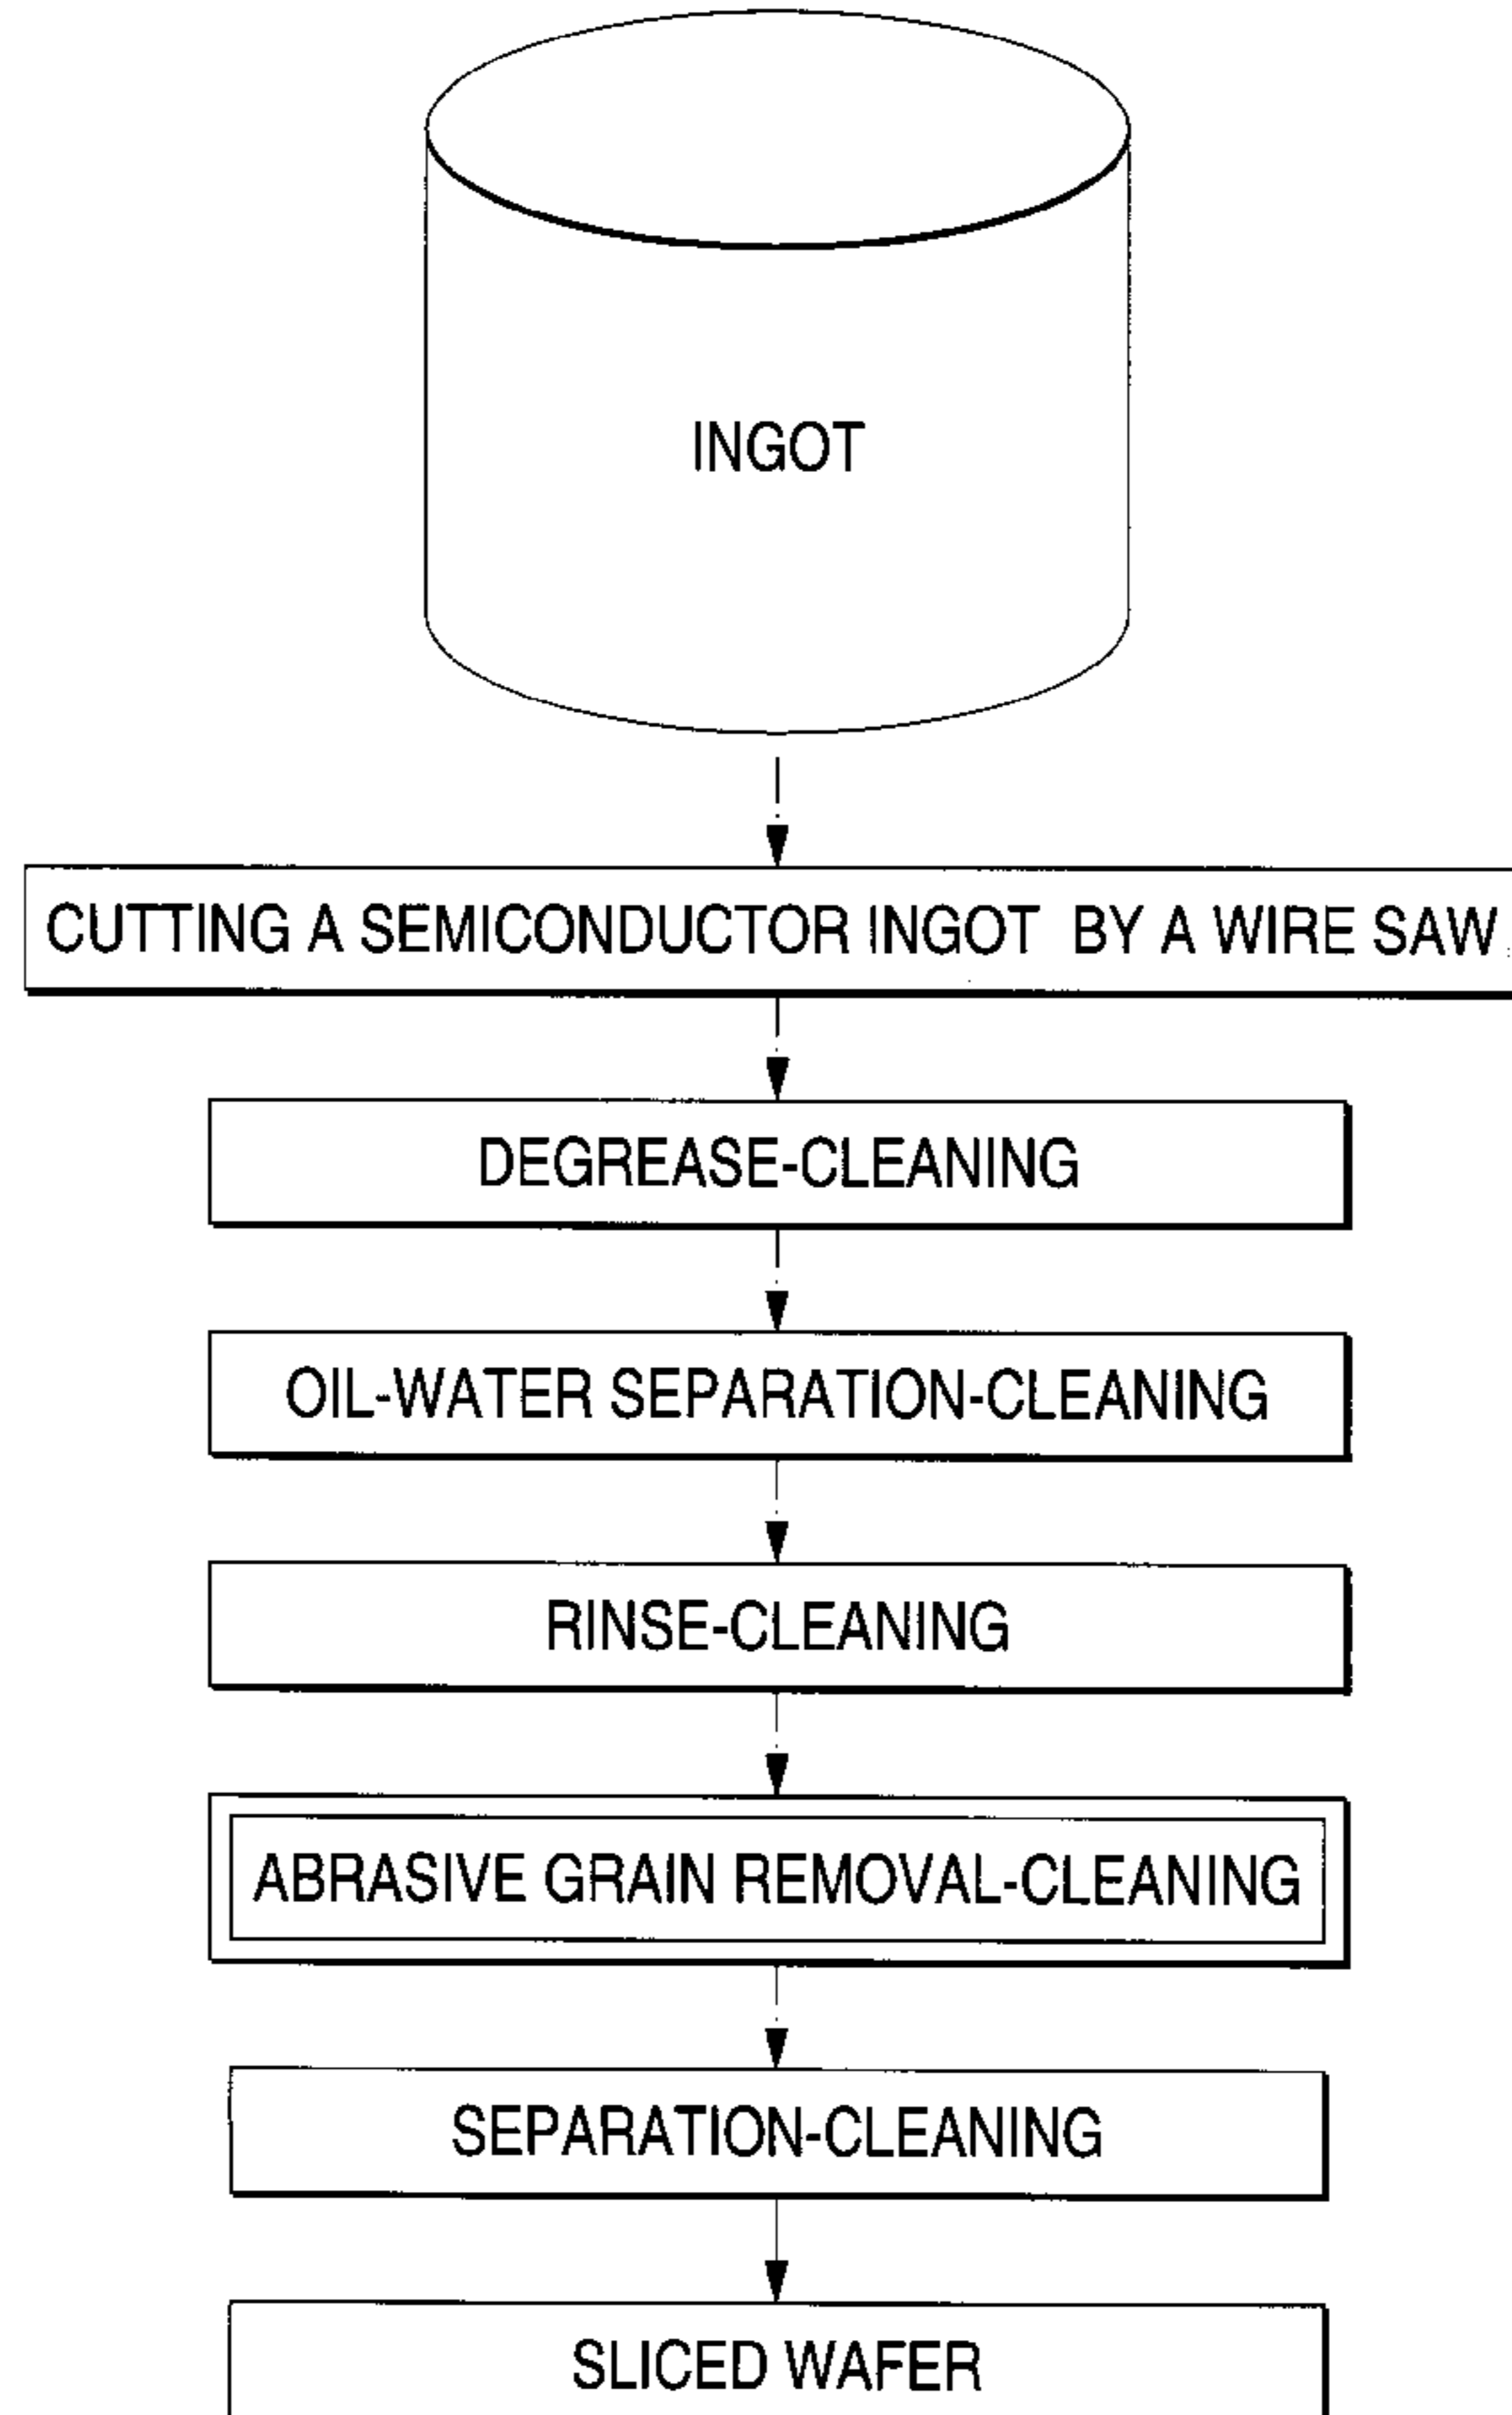 INGOT
CUTTING A SEMICONDUCTOR INGOT BY A WIRE SAW
DEGREASE-CLEANING
OIL-WATER SEPARATION-CLEANING
RINSE-CLEANING
ABRASIVE GRAIN REMOVAL-CLEANING
SEPARATION-CLEANING
SLICED WAFER